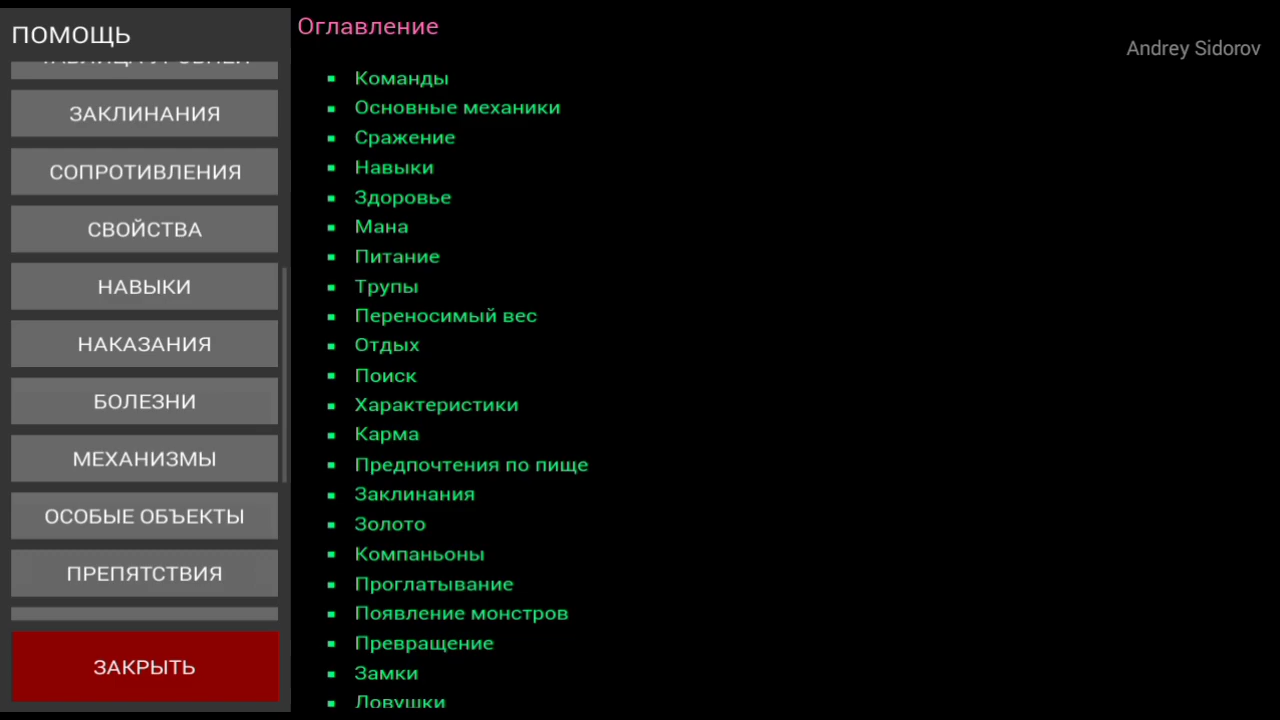 ПОМОЩЬ
ТАБЛИЦА УРОВНЕЙ
ЗАКЛИНАНИЯ
СОПРОТИВЛЕНИЯ
СВОЙСТВА
НАВЫКИ
НАКАЗАНИЯ
БОЛЕЗНИ
МЕХАНИЗМЫ
ОСОБЫЕ ОБЪЕКТЫ
ПРЕПЯТСТВИЯ
ЗАКРЫТЬ
Оглавление
Andrey Sidorov
Команды
Основные механики
Сражение
Навыки
Здоровье
Мана
Питание
Трупы
Переносимый вес
Отдых
Поиск
Характеристики
Карма
Предпочтения по пище
Заклинания
Золото
Компаньоны
Проглатывание
Появление монстров
Превращение
Замки
Ловушки